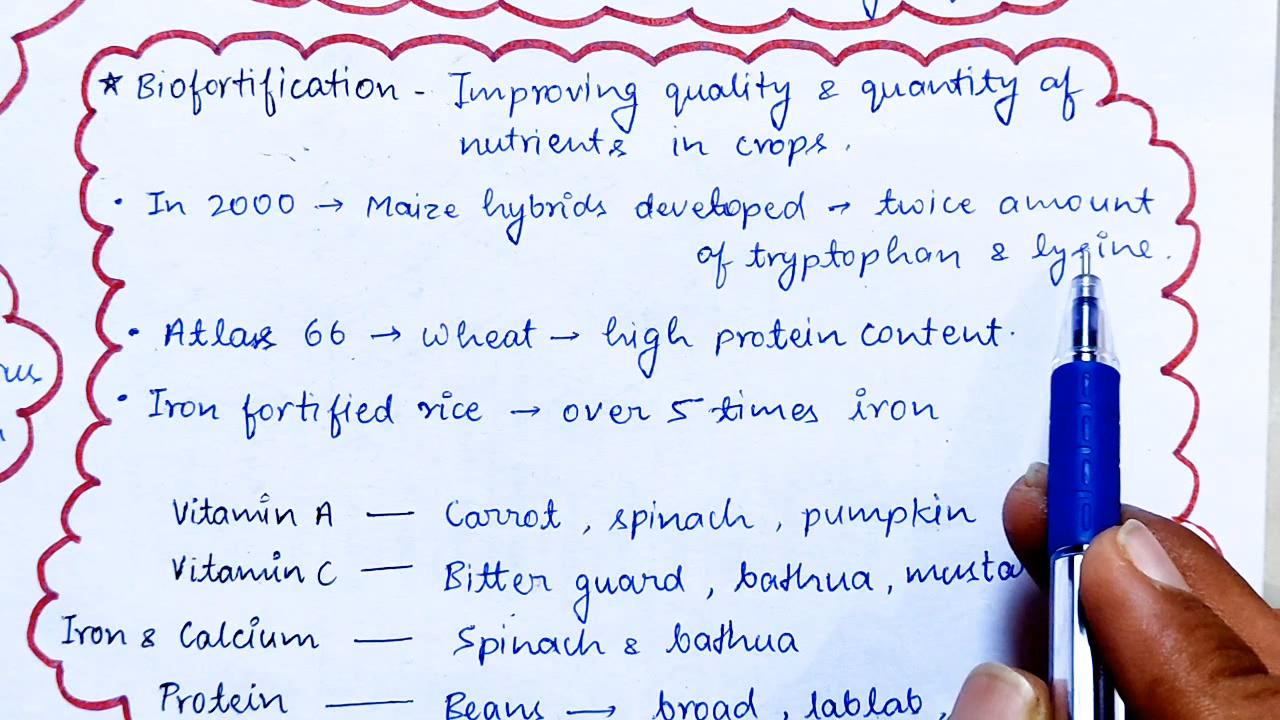 ★ Biofortification - Improving quality & quantity of
nutrients in crops.
• In 2000 → Maize hybrids developed → twice amount
of tryptophan & lysine.
• Atlas 66 → wheat → high protein content.
• Iron fortified rice → over 5 times iron
Vitamin A — Carrot, spinach, pumpkin
Vitamin C — Bitter guard, bathua, musta
Iron & Calcium — Spinach & bathua
Protein — Beans → broad, lablab,